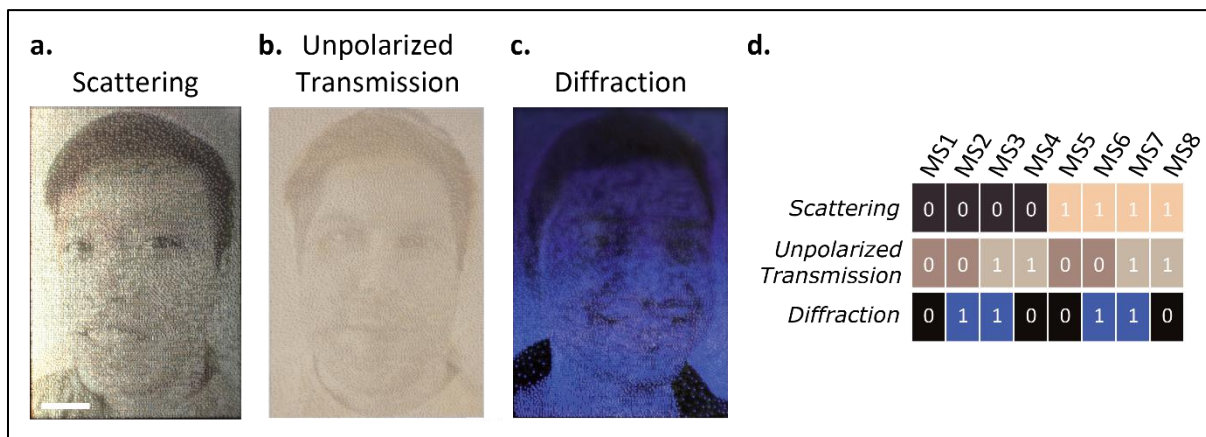 a.
Scattering
b. Unpolarized
Transmission
c.
Diffraction
d.
MS1 MS2 MS3 MS4 MS5 MS6 MS7 MS8
Scattering 0 0 0 0 1 1 1 1
Unpolarized
Transmission 0 0 1 1 0 0 1 1
Diffraction 0 1 1 0 0 1 1 0